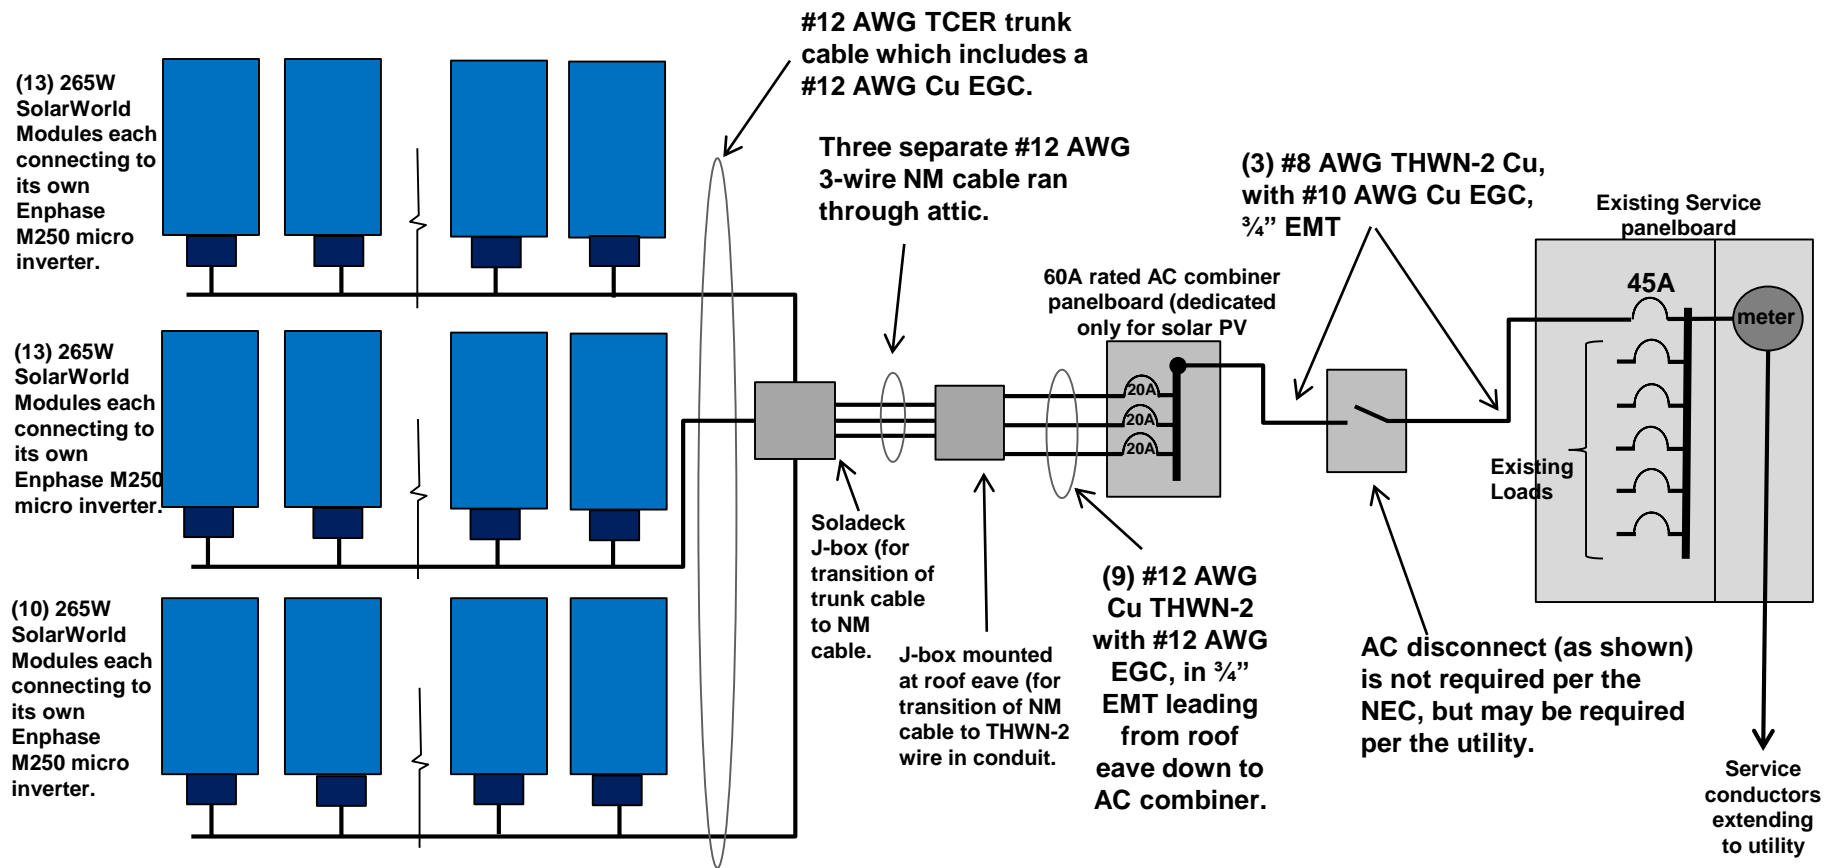 #12 AWG TCER trunk
cable which includes a
#12 AWG Cu EGC.
(13) 265W
SolarWorld
Modules each
connecting to
its own
Enphase
M250 micro
inverter.
Three separate #12 AWG
3-wire NM cable ran
through attic.
(3) #8 AWG THWN-2 Cu,
with #10 AWG Cu EGC,
¾” EMT
Existing Service
panelboard
60A rated AC combiner
panelboard (dedicated
only for solar PV
45A
meter
(13) 265W
SolarWorld
Modules each
connecting to
its own
Enphase M250
micro inverter.
20A
20A
20A
Existing
Loads
Soladeck
J-box (for
transition of
trunk cable
to NM
cable.
J-box mounted
at roof eave (for
transition of NM
cable to THWN-2
wire in conduit.
(9) #12 AWG
Cu THWN-2
with #12 AWG
EGC, in ¾”
EMT leading
from roof
eave down to
AC combiner.
AC disconnect (as shown)
is not required per the
NEC, but may be required
per the utility.
(10) 265W
SolarWorld
Modules each
connecting to
its own
Enphase
M250 micro
inverter.
Service
conductors
extending
to utility